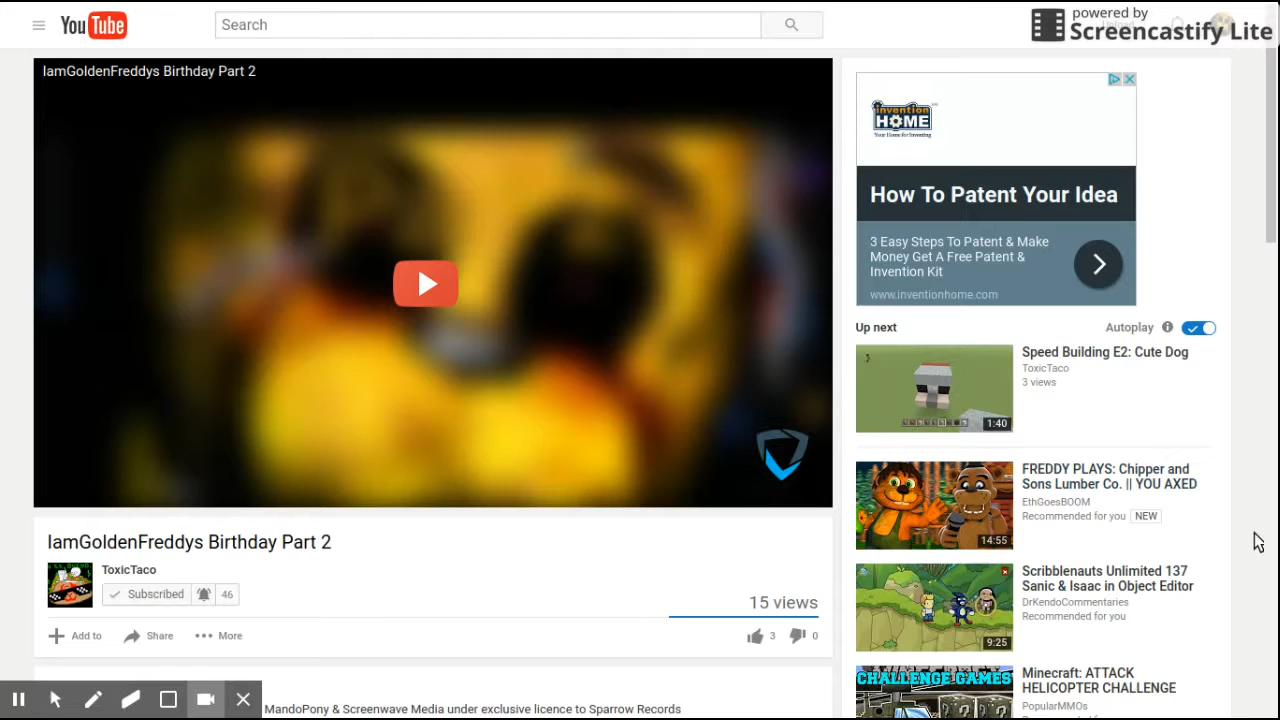 YouTube
Search
powered by
Screencastify Lite
IamGoldenFreddys Birthday Part 2
invention
HOME
Your Home for Inventing
How To Patent Your Idea
3 Easy Steps To Patent & Make
Money Get A Free Patent &
Invention Kit
www.inventionhome.com
Up next
Autoplay
Speed Building E2: Cute Dog
ToxicTaco
3 views
1:40
FREDDY PLAYS: Chipper and
Sons Lumber Co. || YOU AXED
EthGoesBOOM
Recommended for you NEW
14:55
Scribblenauts Unlimited 137
Sanic & Isaac in Object Editor
DrKendoCommentaries
Recommended for you
9:25
CHALLENGE GAMES
Minecraft: ATTACK
HELICOPTER CHALLENGE
PopularMMOs
IamGoldenFreddys Birthday Part 2
ToxicTaco
Subscribed 46
15 views
Add to Share More
3 0
MandoPony & Screenwave Media under exclusive licence to Sparrow Records